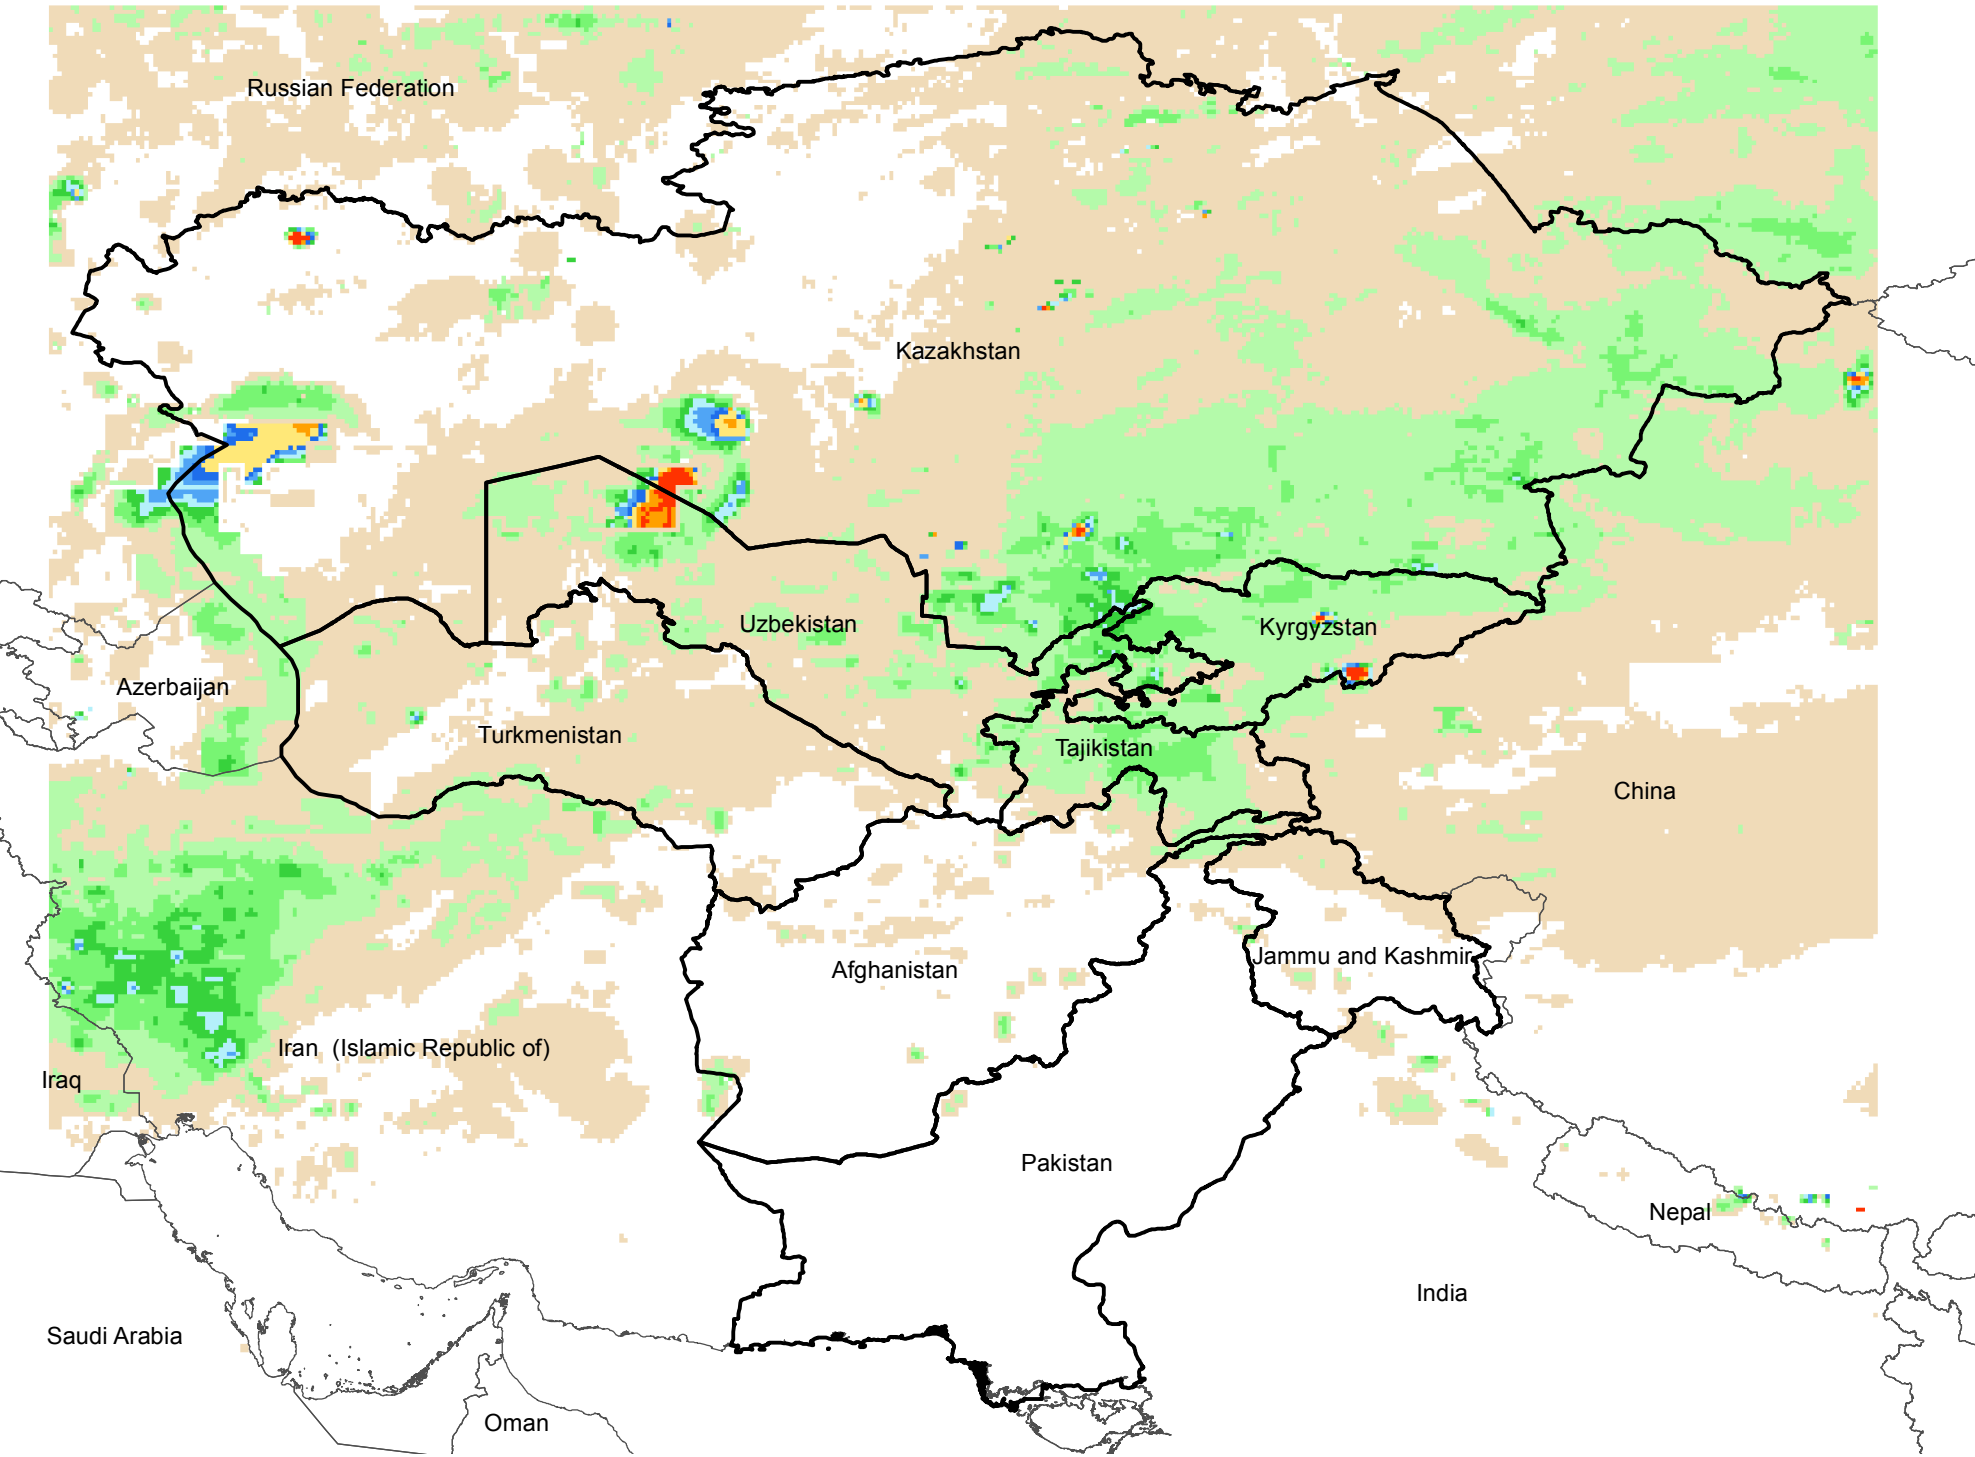 Russian Federation
Kazakhstan
Uzbekistan
Kyrgyzstan
Azerbaijan
Turkmenistan
Tajikistan
China
Afghanistan
Jammu and Kashmir
Iran  (Islamic Republic of)
Iraq
Pakistan
Nepal
India
Saudi Arabia
Oman